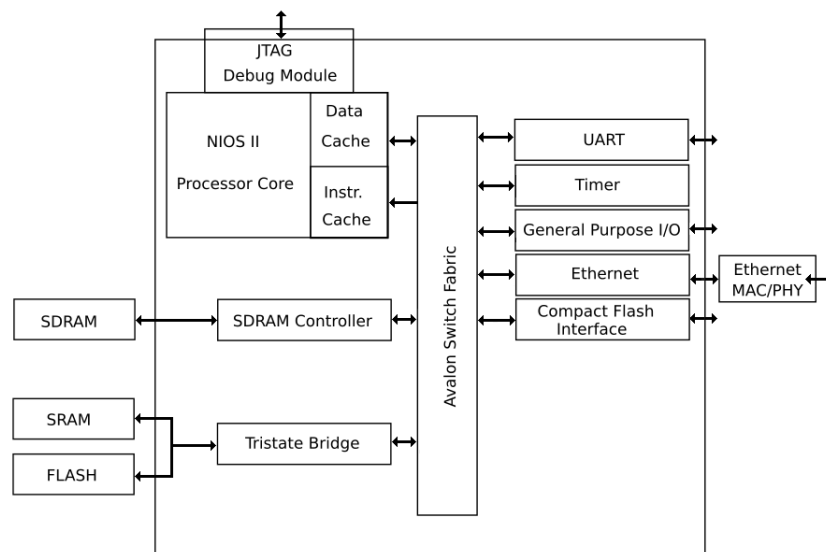 JTAG
Debug Module
NIOS II
Processor Core
Data
Cache
Instr.
Cache
Avalon Switch Fabric
UART
Timer
General Purpose I/O
Ethernet
Compact Flash
Interface
Ethernet
MAC/PHY
SDRAM
SDRAM Controller
SRAM
FLASH
Tristate Bridge